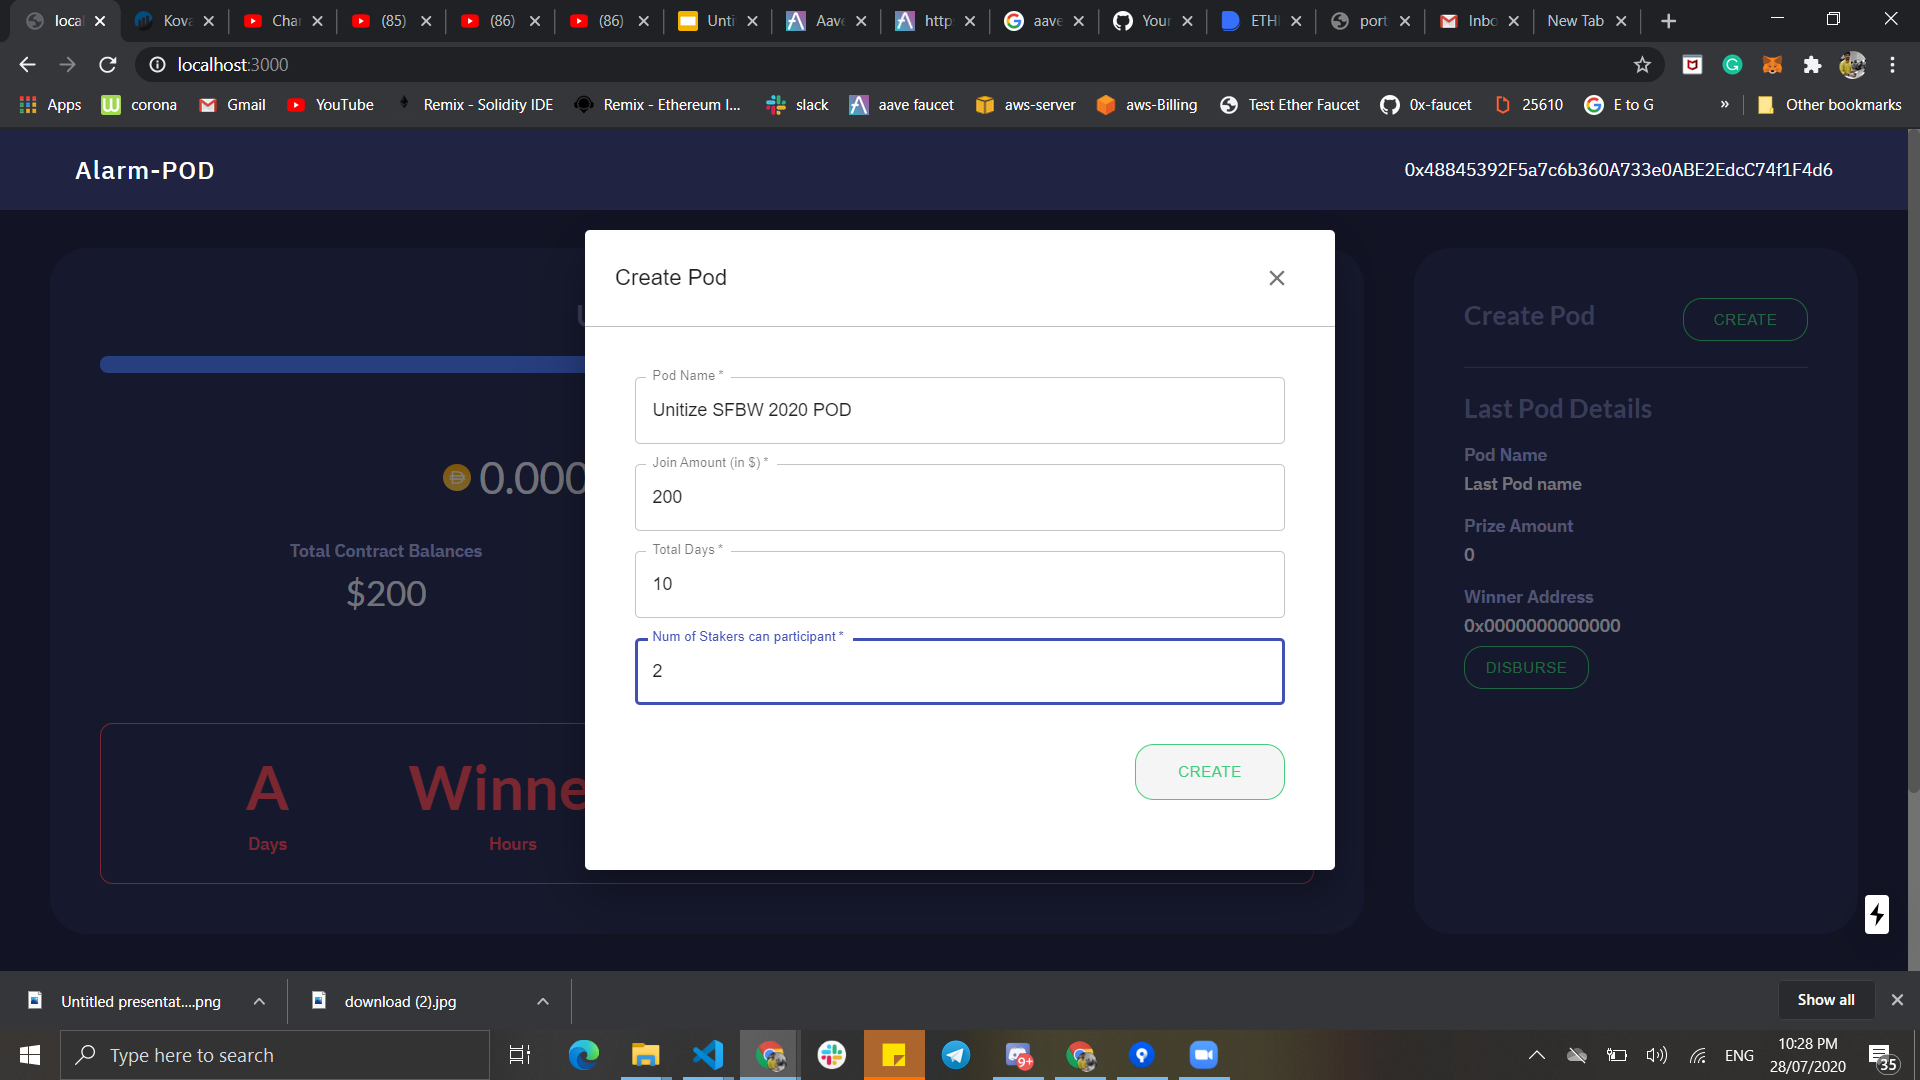 loca
Kova
Char
(85)
(86)
(86)
Unti
Aave
http
aave
Your
ETHI
port
Inbo
New Tab
localhost:3000
Apps
corona
Gmail
YouTube
Remix - Solidity IDE
Remix - Ethereum I...
slack
aave faucet
aws-server
aws-Billing
Test Ether Faucet
0x-faucet
25610
E to G
»
Other bookmarks
Alarm-POD
0x48845392F5a7c6b360A733e0ABE2EdcC74f1F4d6
Create Pod
Pod Name *
Unitize SFBW 2020 POD
Join Amount (in $) *
200
Total Days *
10
Num of Stakers can participant *
2
CREATE
0.000
Total Contract Balances
$200
A
Days
Winne
Hours
Create Pod
CREATE
Last Pod Details
Pod Name
Last Pod name
Prize Amount
0
Winner Address
0x0000000000000
DISBURSE
Untitled presentat....png
download (2).jpg
Show all
Type here to search
9+
ENG
10:28 PM
28/07/2020
35